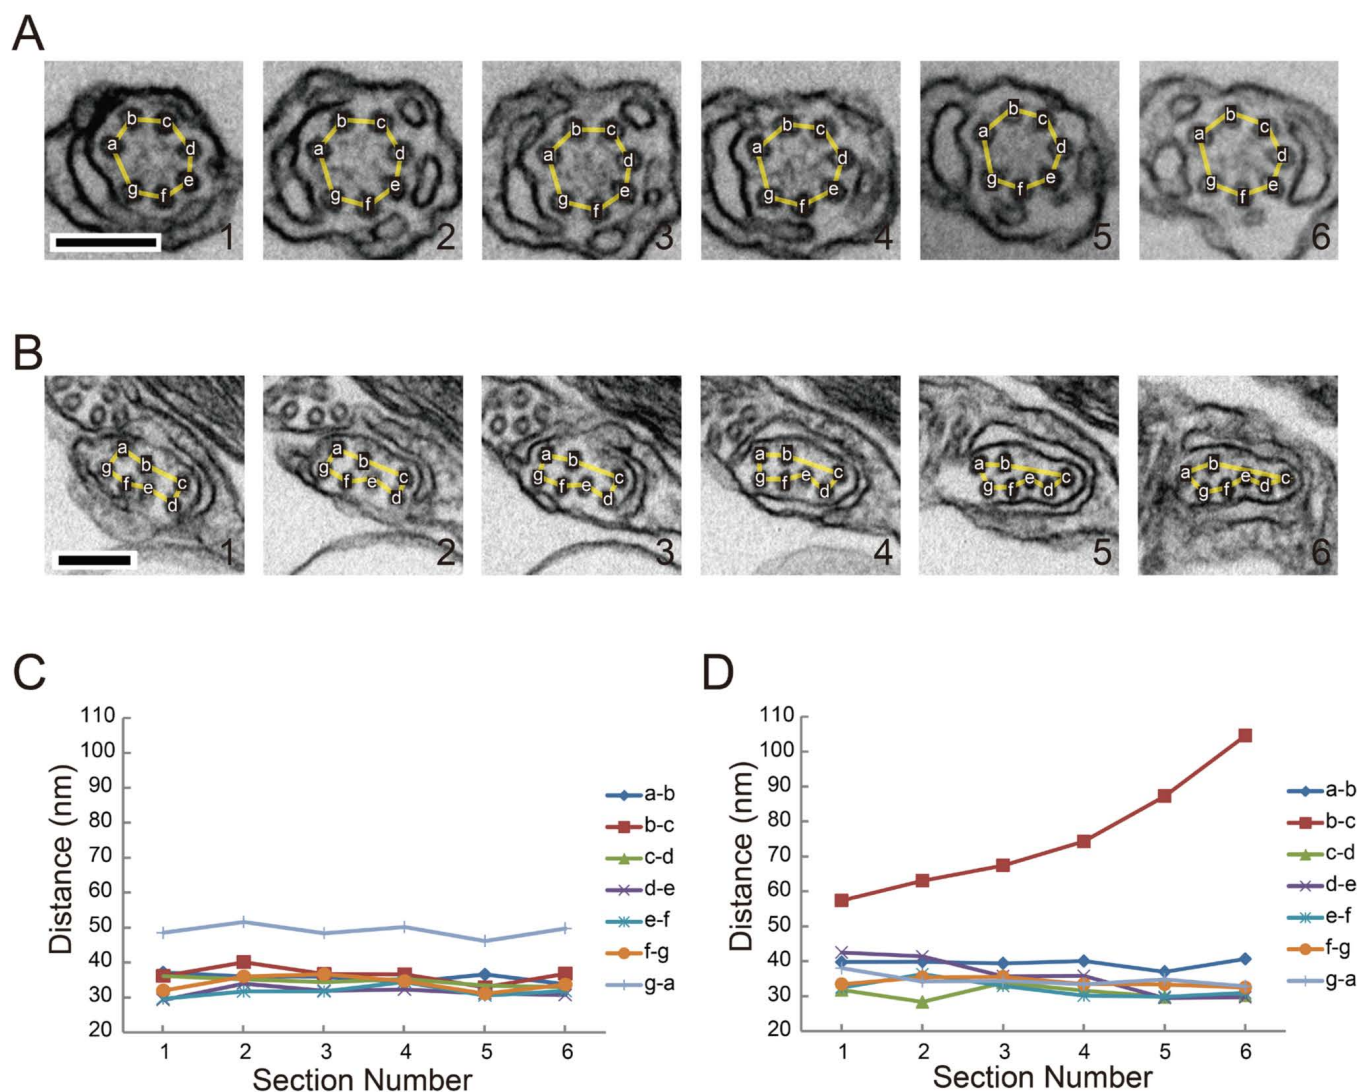 A
a b c d e f g 1
a b c d e f g 2
a b c d e f g 3
a b c d e f g 4
a b c d e f g 5
a b c d e f g 6
B
a b c d e f g 1
a b c d e f g 2
a b c d e f g 3
a b c d e f g 4
a b c d e f g 5
a b c d e f g 6
C
Distance (nm)
110
100
90
80
70
60
50
40
30
20
1 2 3 4 5 6
Section Number
a-b
b-c
c-d
d-e
e-f
f-g
g-a
D
Distance (nm)
110
100
90
80
70
60
50
40
30
20
1 2 3 4 5 6
Section Number
a-b
b-c
c-d
d-e
e-f
f-g
g-a